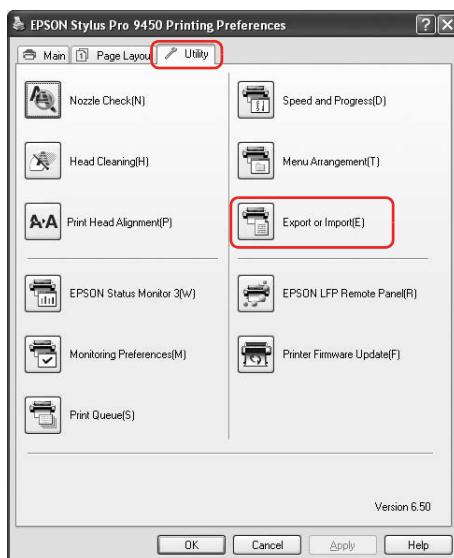 EPSON Stylus Pro 9450 Printing Preferences
Main Page Layou Utility
Nozzle Check(N)
Speed and Progress(D)
Head Cleaning(H)
Menu Arrangement(T)
A▸A Print Head Alignment(P)
Export or Import(E)
EPSON Status Monitor 3(W)
EPSON LFP Remote Panel(R)
Monitoring Preferences(M)
Printer Firmware Update(F)
Print Queue(S)
Version 6.50
OK Cancel Apply Help